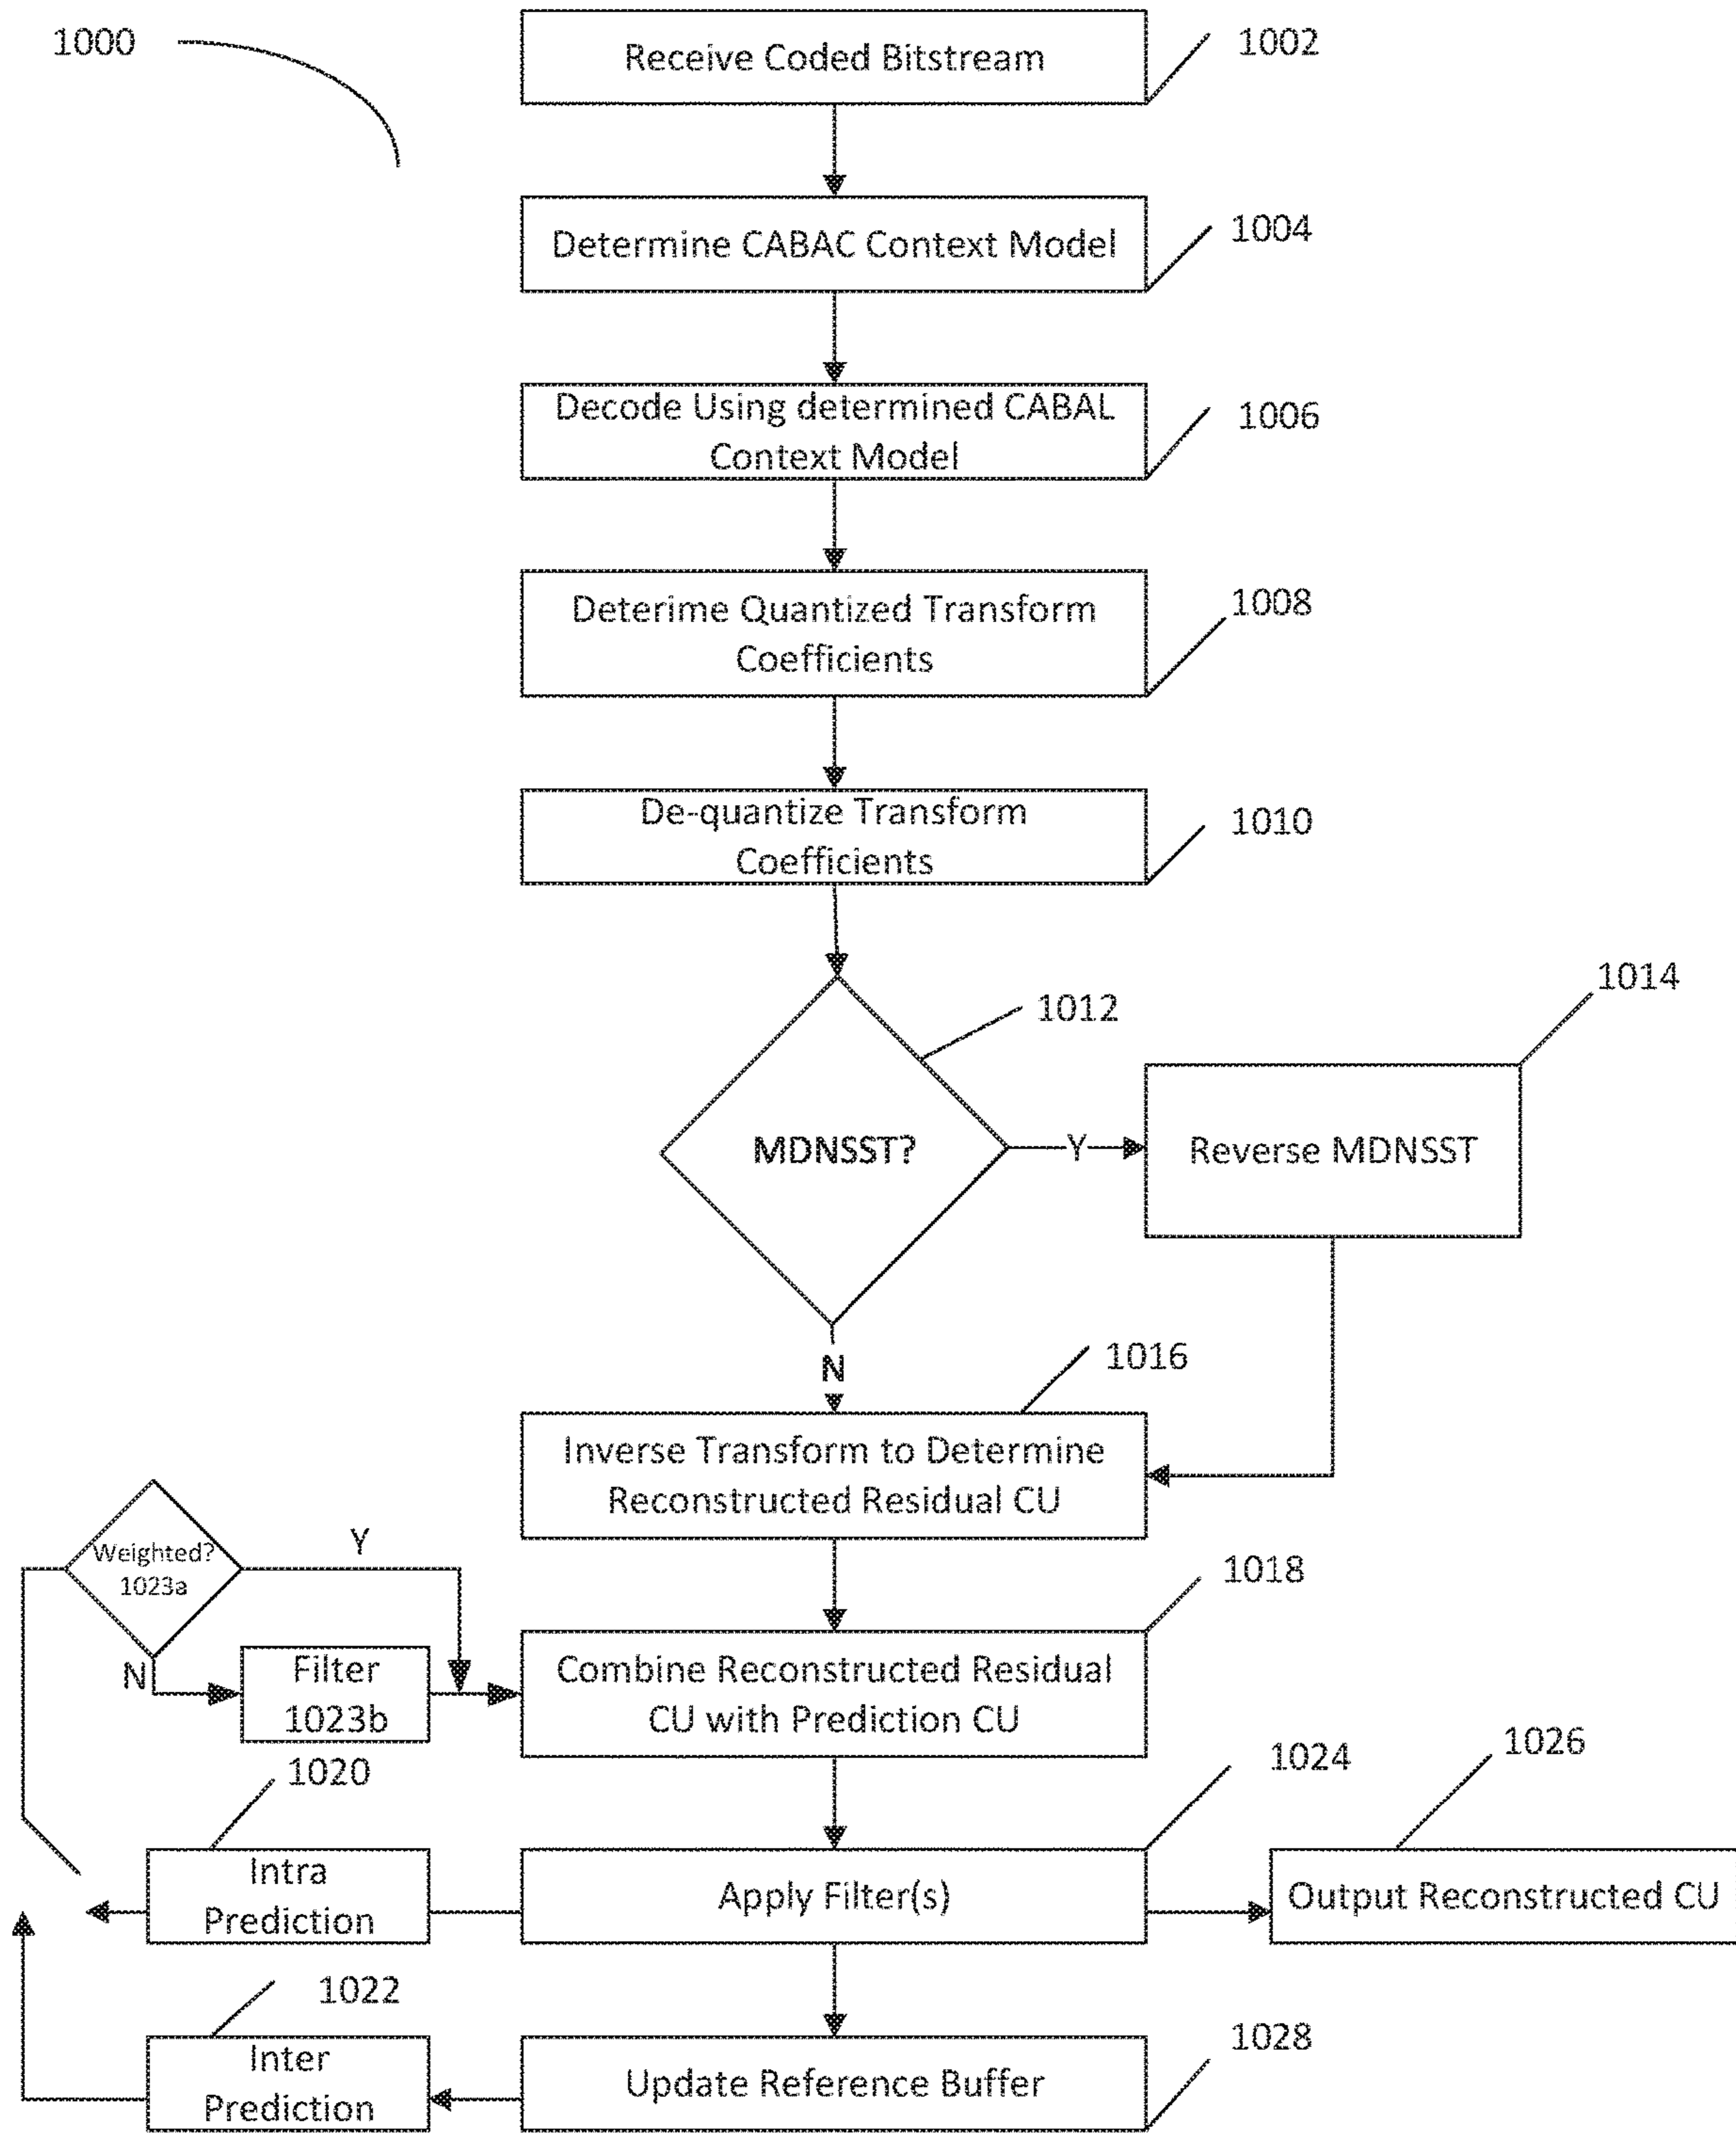 1000
Receive Coded Bitstream
1002
Determine CABAC Context Model
1004
Decode Using determined CABAL
Context Model
1006
Deterime Quantized Transform
Coefficients
1008
De-quantize Transform
Coefficients
1010
1012
MDNSST?
Y
1014
Reverse MDNSST
N
1016
Inverse Transform to Determine
Reconstructed Residual CU
Weighted?
1023a
Y
N
Filter
1023b
1018
Combine Reconstructed Residual
CU with Prediction CU
1020
Intra
Prediction
1024
Apply Filter(s)
1026
Output Reconstructed CU
1022
Inter
Prediction
Update Reference Buffer
1028